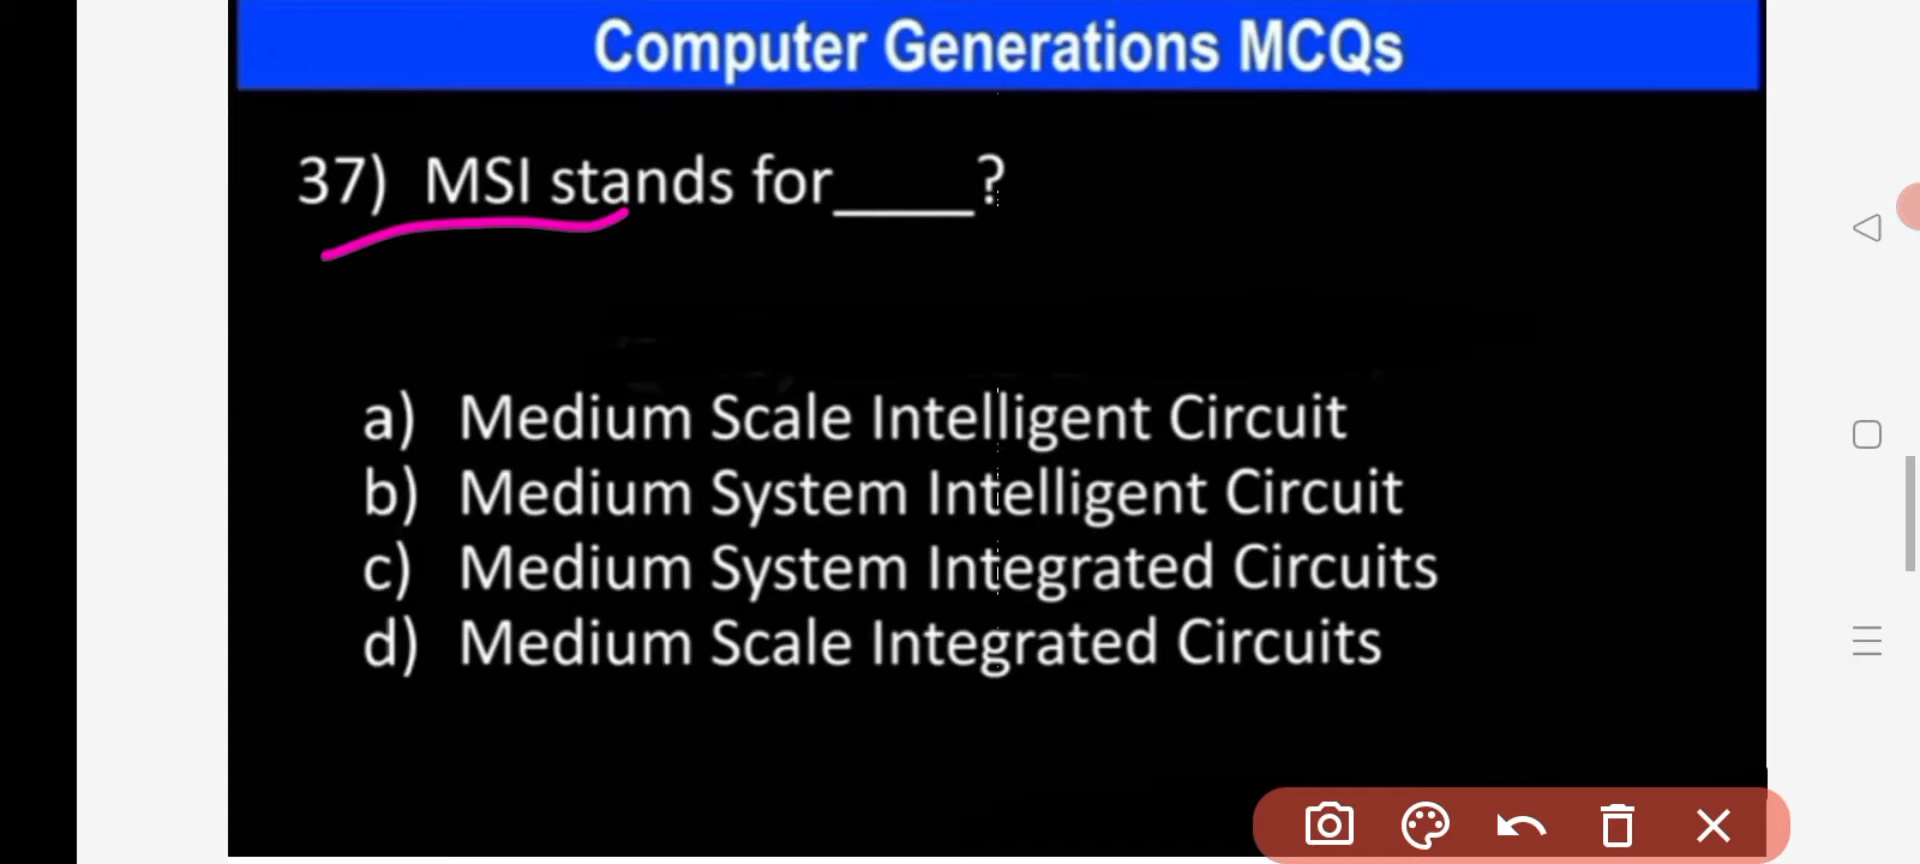 Computer Generations MCQs
37) MSI stands for_____?
a) Medium Scale Intelligent Circuit
b) Medium System Intelligent Circuit
c) Medium System Integrated Circuits
d) Medium Scale Integrated Circuits